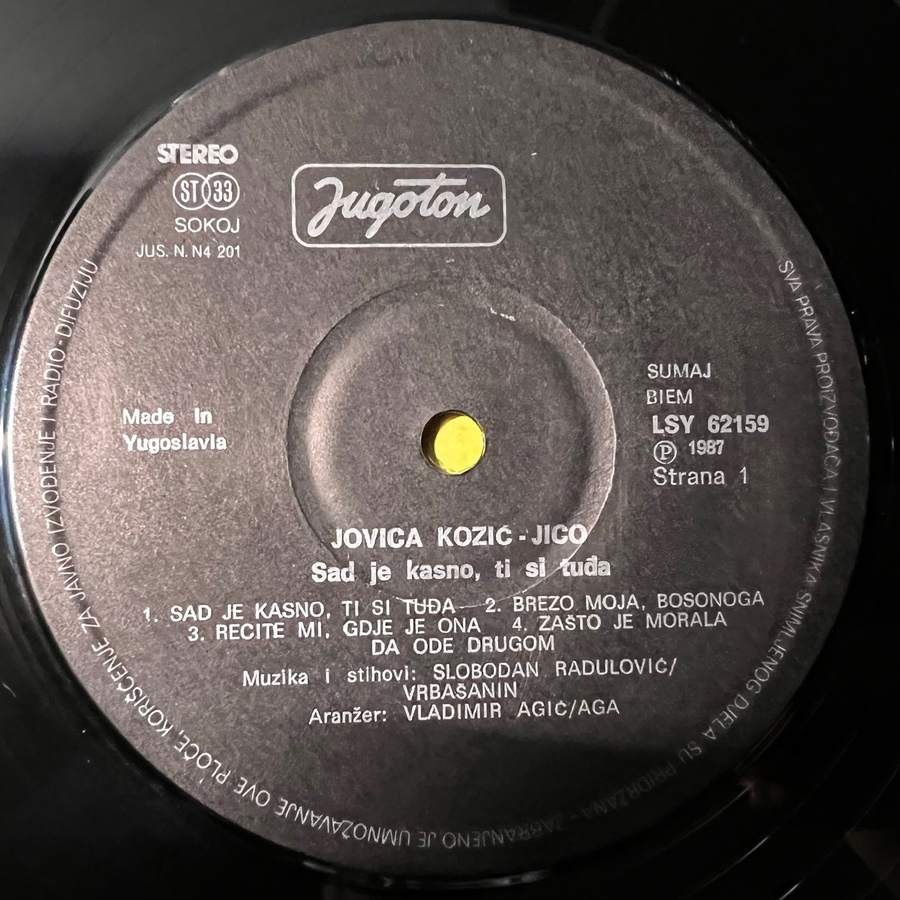 STEREO
ST 33
SOKOJ
JUS. N. N4 201
Jugoton
Made In
Yugoslavia
SUMAJ
BIEM
LSY 62159
℗ 1987
Strana 1
JOVICA KOZIĆ - JICO
Sad je kasno, ti si tuđa
1. SAD JE KASNO, TI SI TUĐA 2. BREZO MOJA, BOSONOGA
3. RECITE MI, GDJE JE ONA 4. ZAŠTO JE MORALA
DA ODE DRUGOM
Muzika i stihovi: SLOBODAN RADULOVIĆ/
VRBAŠANIN
Aranžer: VLADIMIR AGIĆ/AGA
SVA PRAVA PROIZVOĐAČA I VLASNIKA SNIMLJENOG DJELA SU PRIDRŽANA - ZABRANJENO JE UMNOŽAVANJE OVE PLOČE, KORIŠĆENJE ZA JAVNO IZVOĐENJE I RADIO-DIFUZIJU